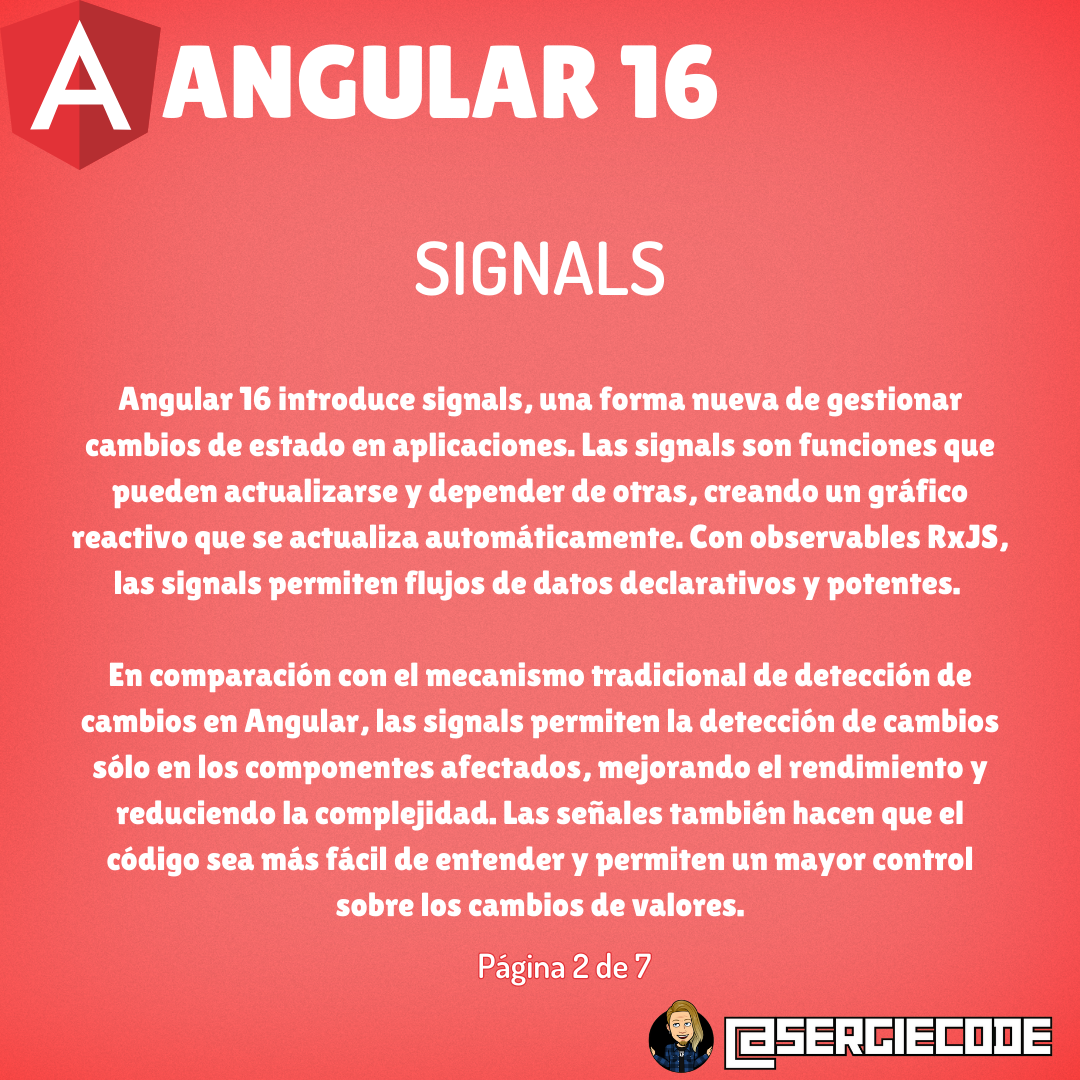 ANGULAR 16
SIGNALS
Angular 16 introduce signals, una forma nueva de gestionar
cambios de estado en aplicaciones. Las signals son funciones que
pueden actualizarse y depender de otras, creando un gráfico
reactivo que se actualiza automáticamente. Con observables RxJS,
las signals permiten flujos de datos declarativos y potentes.
En comparación con el mecanismo tradicional de detección de
cambios en Angular, las signals permiten la detección de cambios
sólo en los componentes afectados, mejorando el rendimiento y
reduciendo la complejidad. Las señales también hacen que el
código sea más fácil de entender y permiten un mayor control
sobre los cambios de valores.
Página 2 de 7
@SERGIECODE